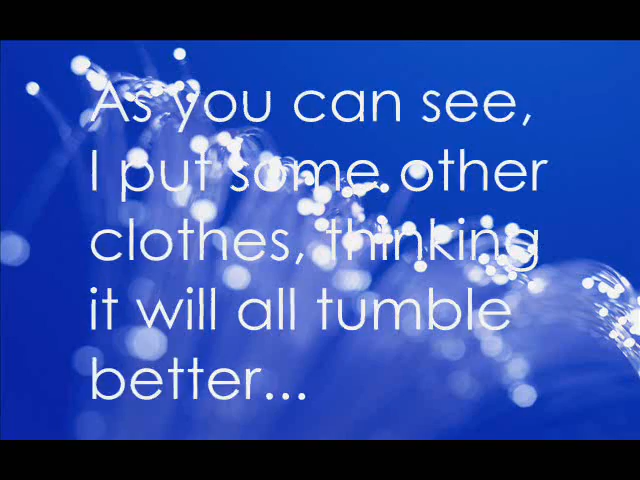 As you can see,
I put some other
clothes, thinking
it will all tumble
better...